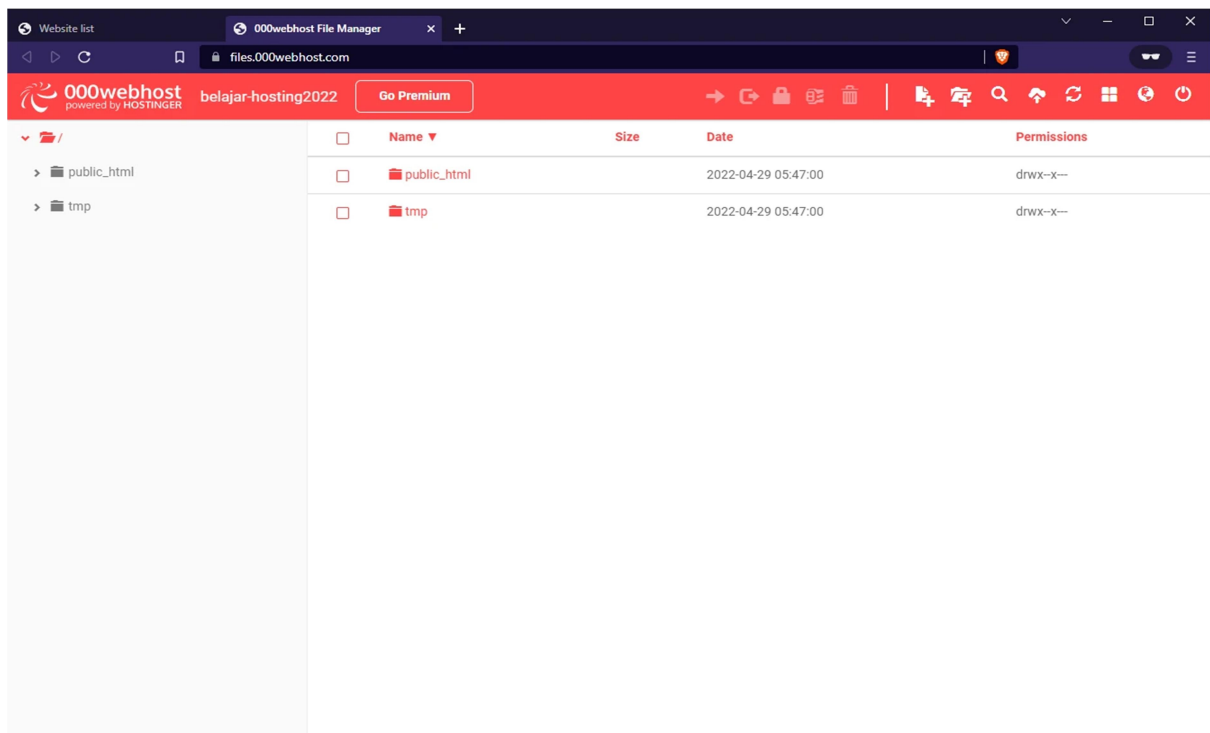 Website list
000webhost File Manager
files.000webhost.com
000webhost
powered by HOSTINGER
belajar-hosting2022
Go Premium
/
public_html
tmp
Name ▼ Size Date Permissions
public_html 2022-04-29 05:47:00 drwx--x---
tmp 2022-04-29 05:47:00 drwx--x---